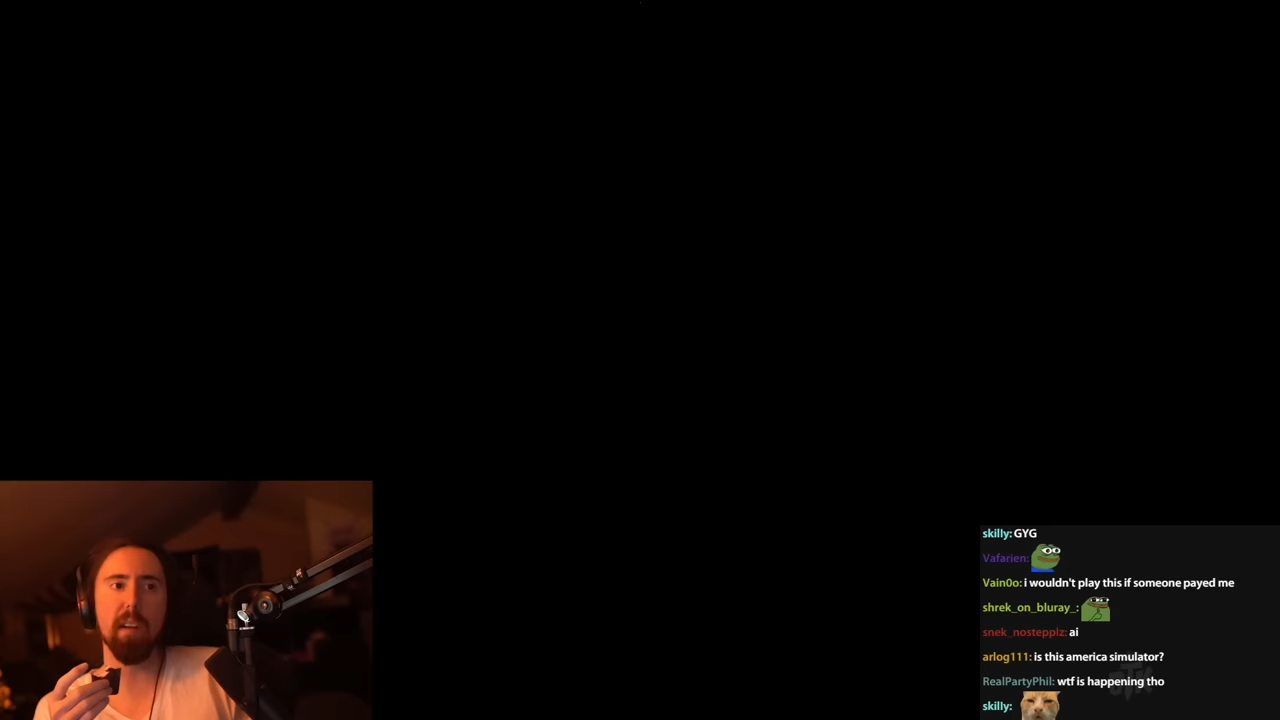 skilly: GYG
Vafarien:
Vain0o: i wouldn't play this if someone payed me
shrek_on_bluray_:
snek_nostepplz: ai
arlog111: is this america simulator?
RealPartyPhil: wtf is happening tho
skilly: